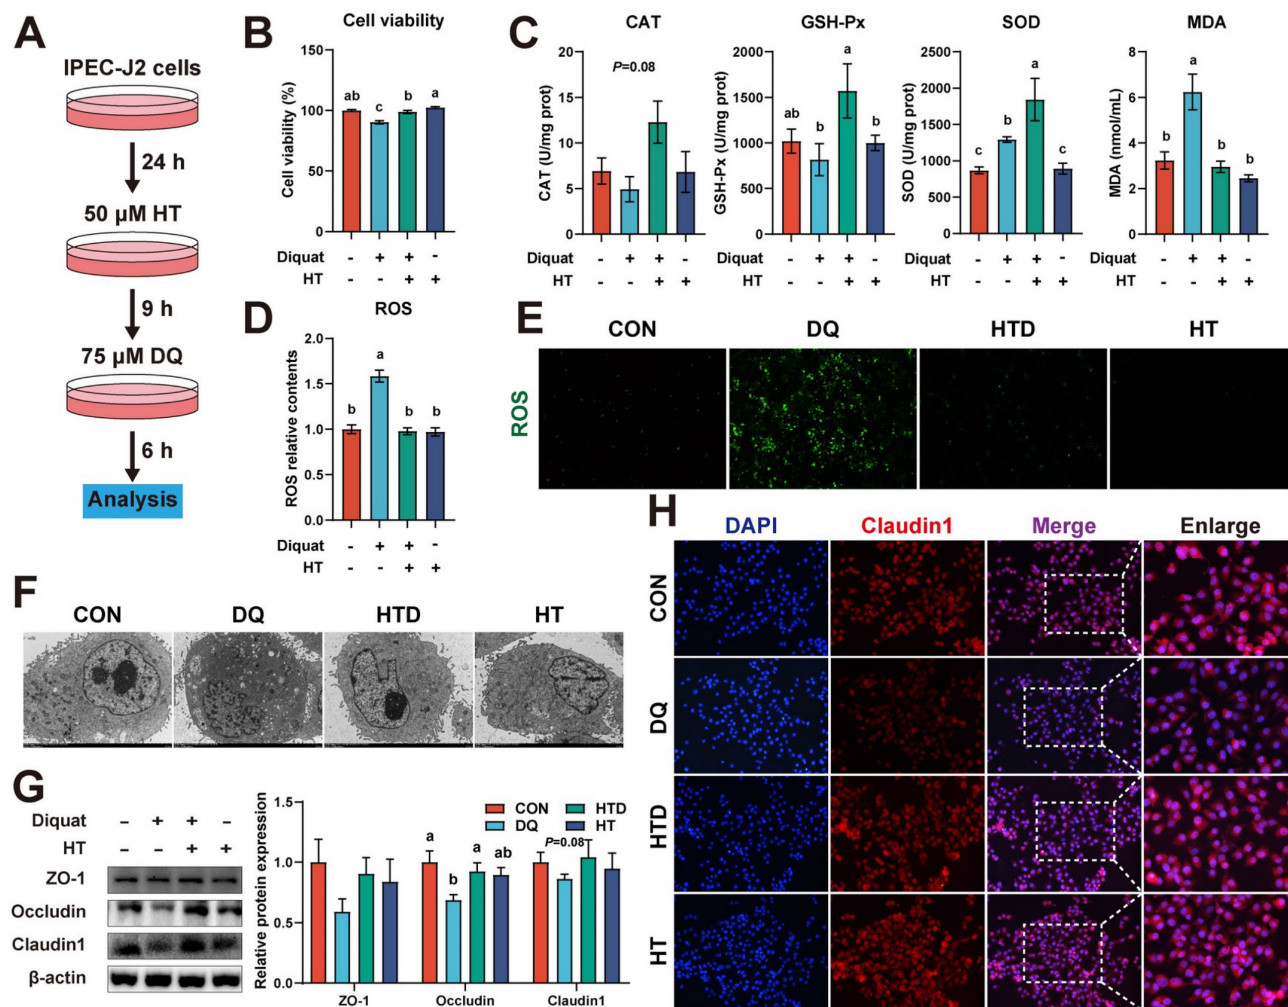 A
IPEC-J2 cells
24 h
50 μM HT
9 h
75 μM DQ
6 h
Analysis
B
Cell viability
Cell viability (%)
150
100
50
0
ab
c
b
a
Diquat - + + -
HT - - + +
C
CAT
CAT (U/mg prot)
20
15
10
5
0
P=0.08
Diquat - + + -
HT - - + +
GSH-Px
GSH-Px (U/mg prot)
2000
1500
1000
500
0
ab
b
a
b
Diquat - + + -
HT - - + +
SOD
SOD (U/mg prot)
2500
2000
1500
1000
500
0
c
b
a
c
Diquat - + + -
HT - - + +
MDA
MDA (nmol/mL)
8
6
4
2
0
b
a
b
b
Diquat - + + -
HT - - + +
D
ROS
ROS relative contents
2.0
1.5
1.0
0.5
0.0
b
a
b
b
Diquat - + + -
HT - - + +
E
CON DQ HTD HT
ROS
F
CON DQ HTD HT
G
Diquat - + + -
HT - - + +
ZO-1
Occludin
Claudin1
β-actin
Relative protein expression
1.5
1.0
0.5
0.0
CON HTD
DQ HT
a
b
a
ab
P=0.08
ZO-1 Occludin Claudin1
H
DAPI Claudin1 Merge Enlarge
CON
DQ
HTD
HT